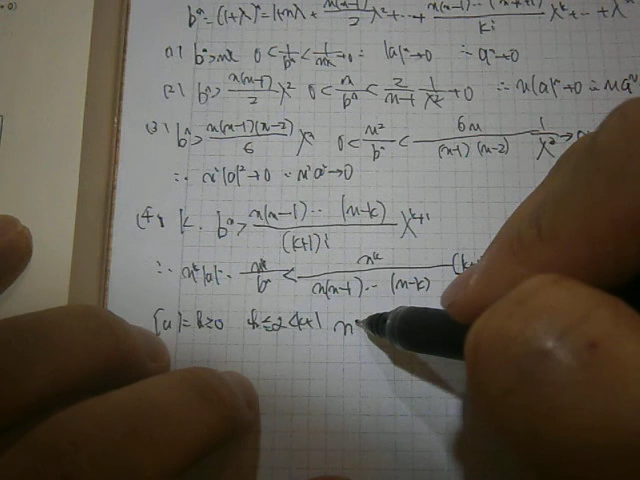 bⁿ = (1+λ)ⁿ = 1+nλ + n(n-1)/2 λ² + ... + n(n-1)...(n-k+1)/k! λᵏ + ... + λⁿ
(1) bⁿ > nλ 0 < 1/bⁿ < 1/nλ → 0 ∴ |a|ⁿ → 0 ∴ aⁿ → 0
(2) bⁿ > n(n-1)/2 λ² 0 < n/bⁿ < 2/(n-1) 1/λ² → 0 ∴ n|a|ⁿ → 0 ∴ naⁿ
(3) bⁿ > n(n-1)(n-2)/6 λ³ 0 < n²/bⁿ < 6n/((n-1)(n-2)) 1/λ³ →
∴ n²|a|ⁿ → 0 ∴ n²aⁿ → 0
(4) k. bⁿ > n(n-1)...(n-k)/(k+1)! λᵏ⁺¹
∴ nᵏ|a|ⁿ = nᵏ/bⁿ < nᵏ/(n(n-1)...(n-k)) (k+
[α] = k ≥ 0 k ≤ α < k+1 n